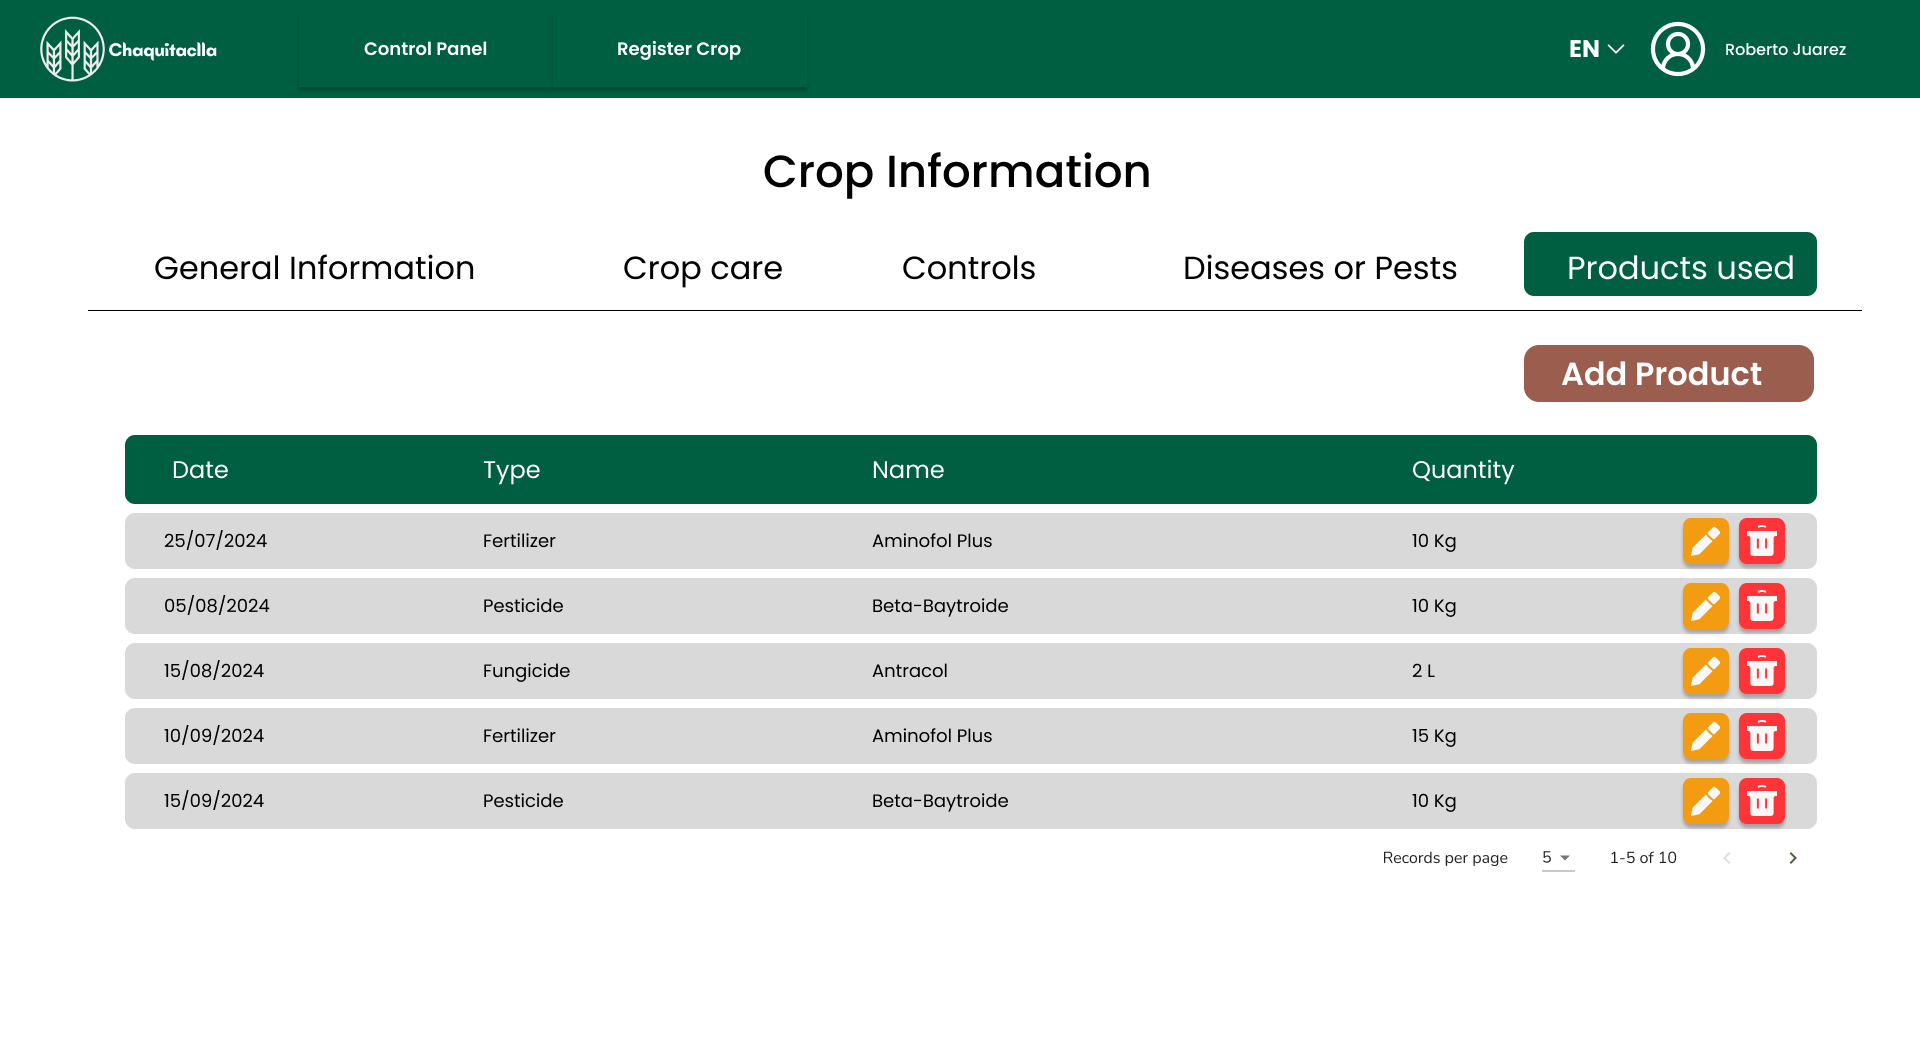 Chaquitaclla
Control Panel
Register Crop
EN
Roberto Juarez
Crop Information
General Information
Crop care
Controls
Diseases or Pests
Products used
Add Product
Date Type Name Quantity
25/07/2024 Fertilizer Aminofol Plus 10 Kg
05/08/2024 Pesticide Beta-Baytroide 10 Kg
15/08/2024 Fungicide Antracol 2 L
10/09/2024 Fertilizer Aminofol Plus 15 Kg
15/09/2024 Pesticide Beta-Baytroide 10 Kg
Records per page 5 1-5 of 10